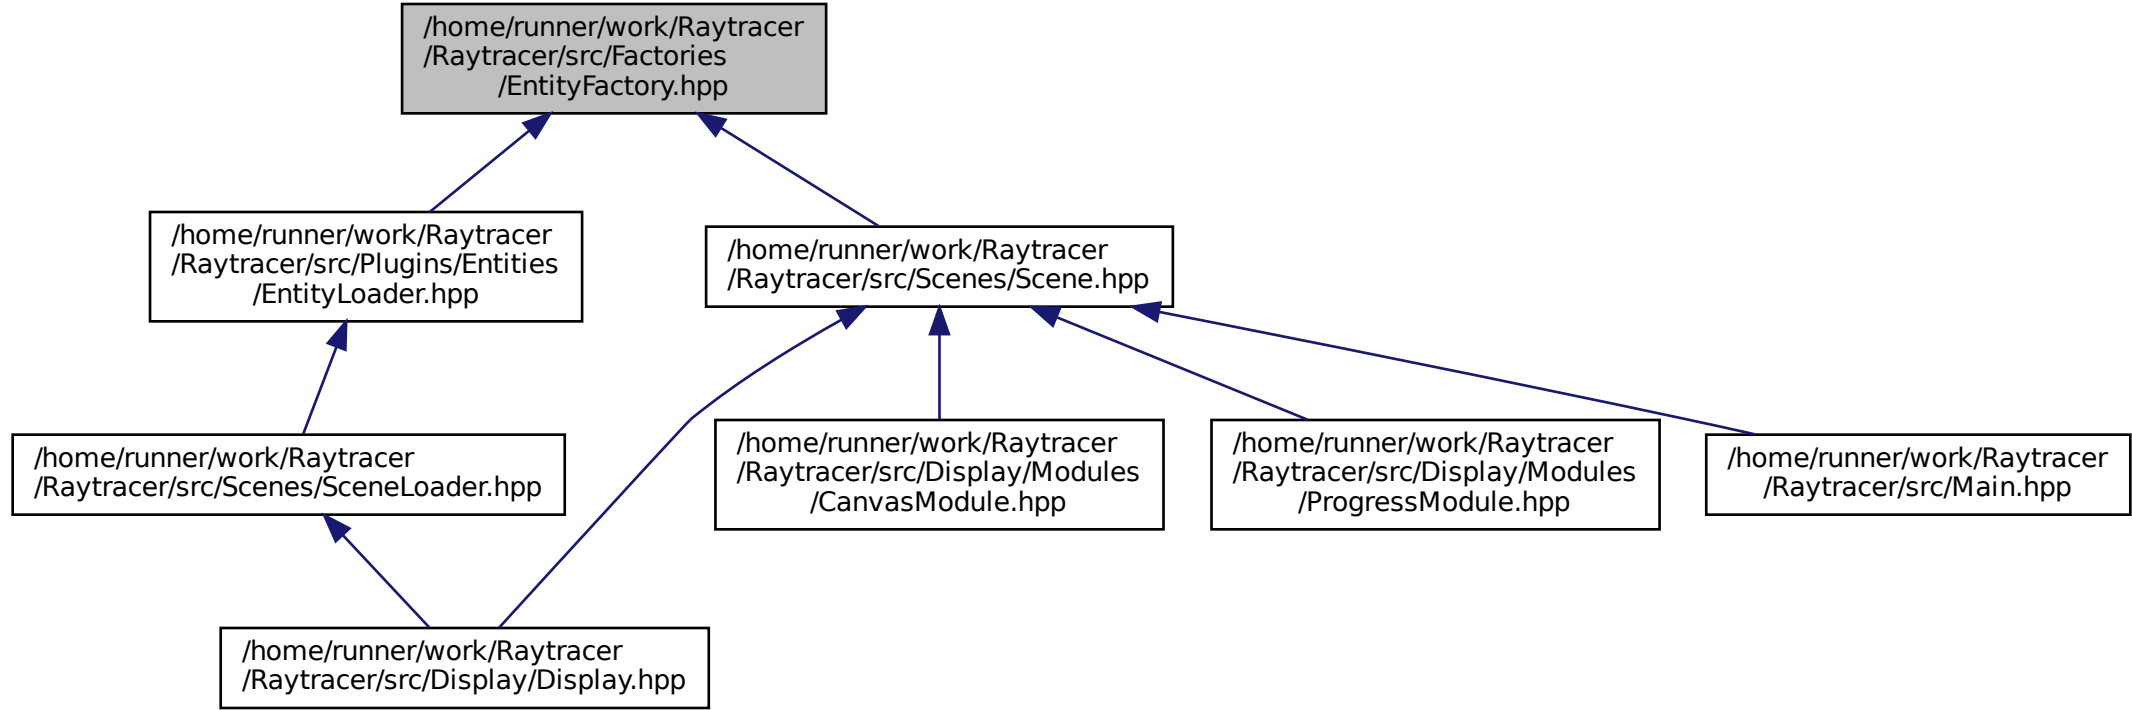 /home/runner/work/Raytracer
/Raytracer/src/Factories
/EntityFactory.hpp
/home/runner/work/Raytracer
/Raytracer/src/Plugins/Entities
/EntityLoader.hpp
/home/runner/work/Raytracer
/Raytracer/src/Scenes/Scene.hpp
/home/runner/work/Raytracer
/Raytracer/src/Scenes/SceneLoader.hpp
/home/runner/work/Raytracer
/Raytracer/src/Display/Modules
/CanvasModule.hpp
/home/runner/work/Raytracer
/Raytracer/src/Display/Modules
/ProgressModule.hpp
/home/runner/work/Raytracer
/Raytracer/src/Main.hpp
/home/runner/work/Raytracer
/Raytracer/src/Display/Display.hpp